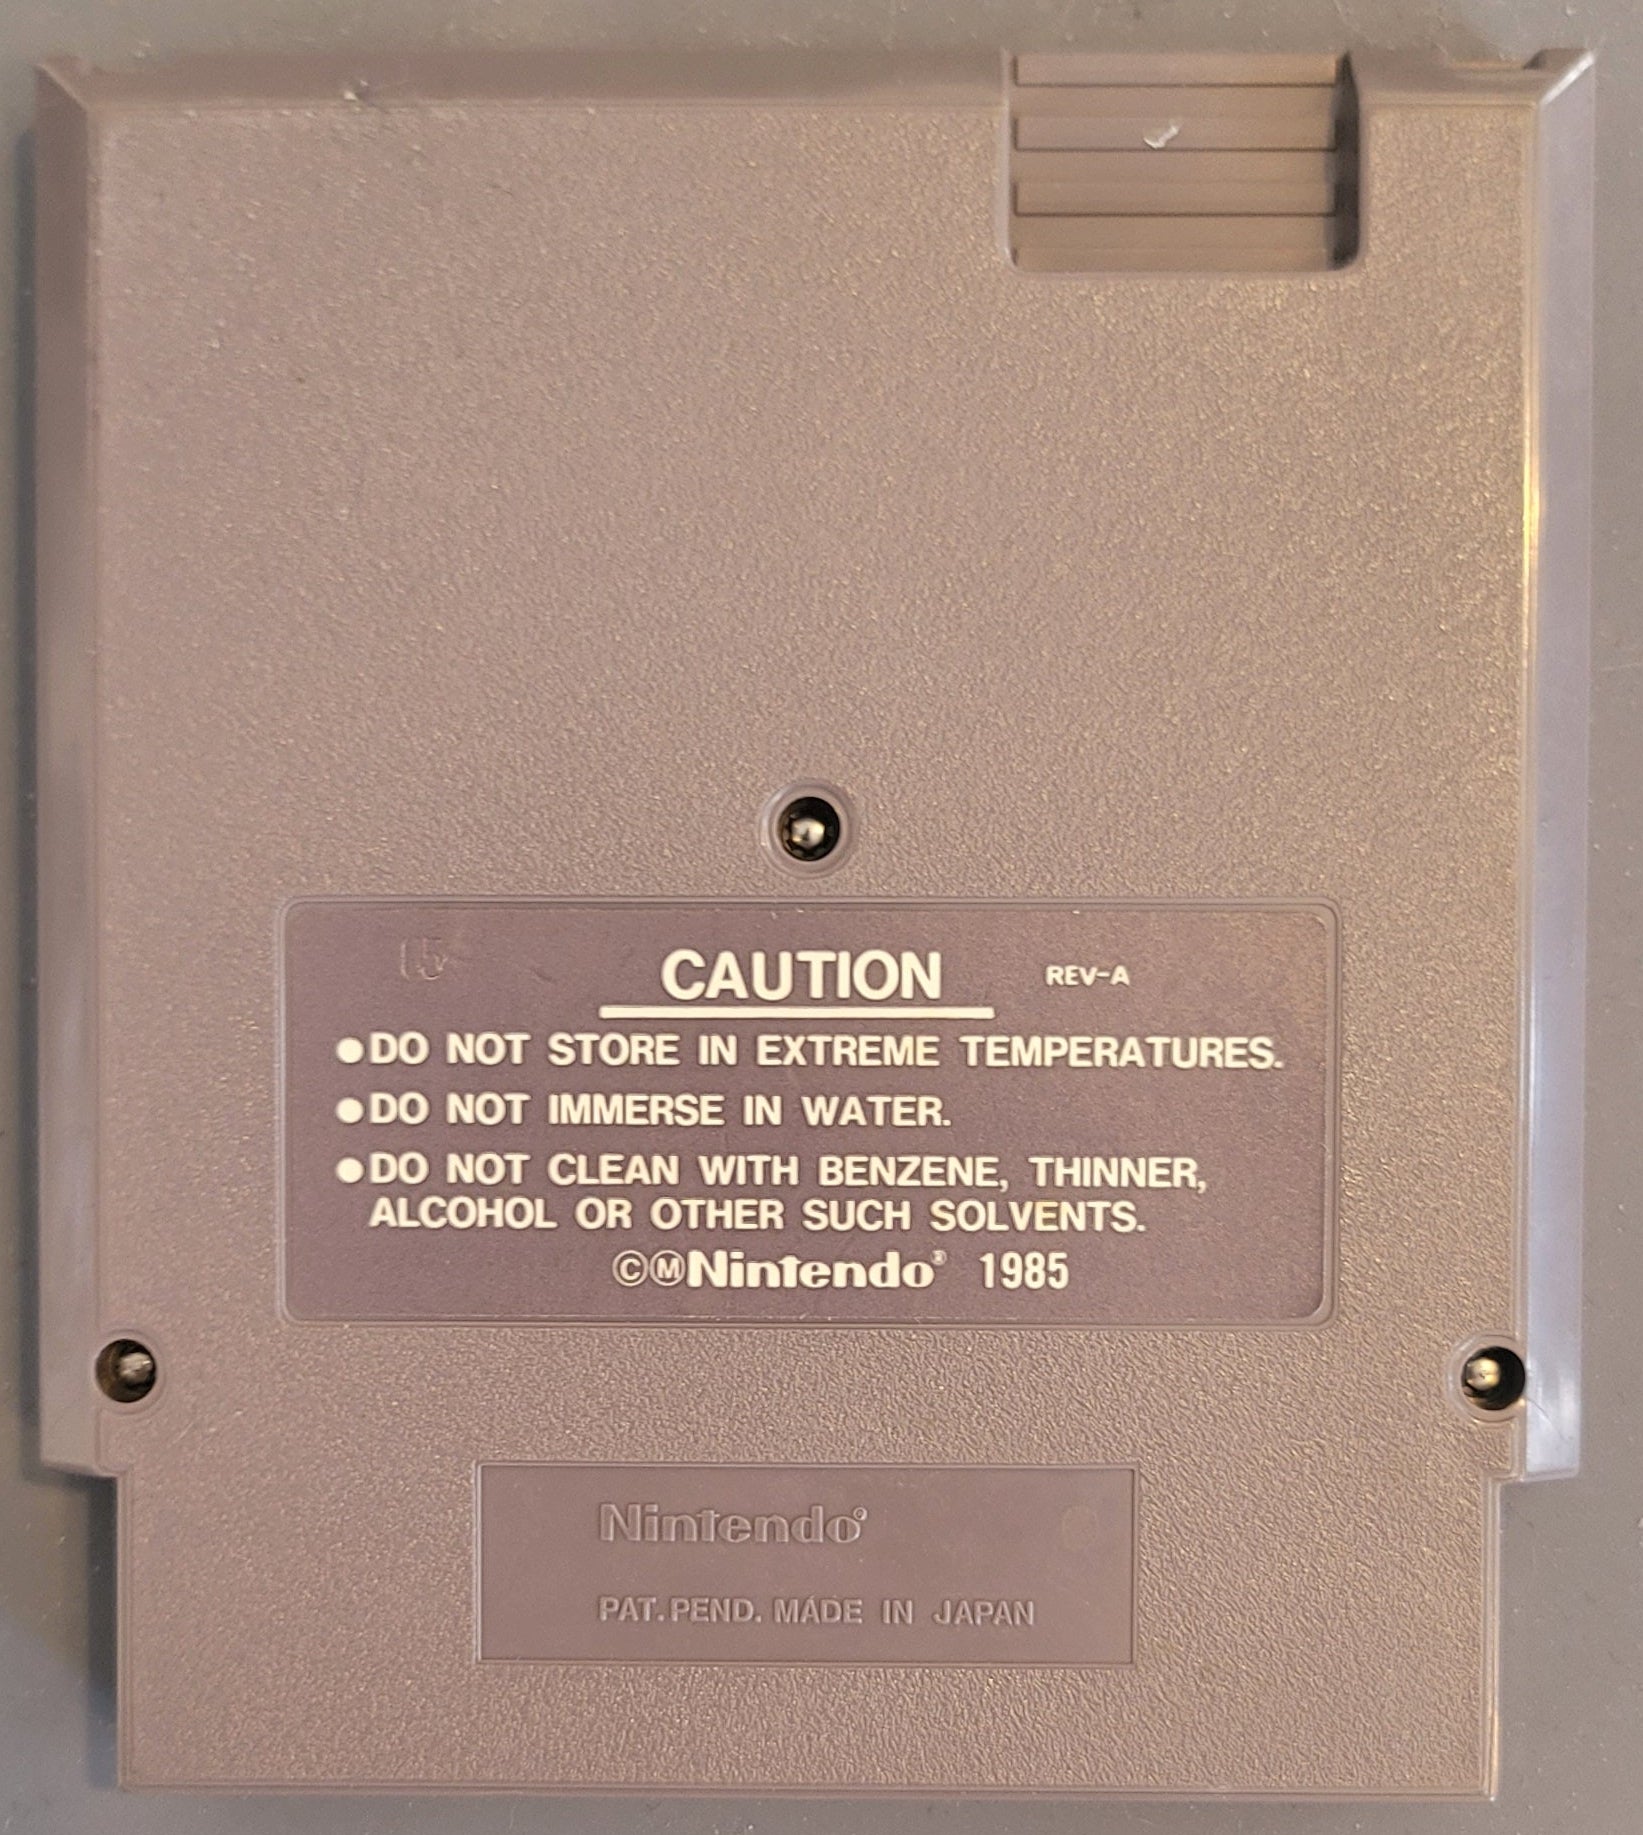 15
CAUTION REV-A
●DO NOT STORE IN EXTREME TEMPERATURES.
●DO NOT IMMERSE IN WATER.
●DO NOT CLEAN WITH BENZENE, THINNER,
ALCOHOL OR OTHER SUCH SOLVENTS.
©ⓂNintendo® 1985
Nintendo®
PAT. PEND. MADE IN JAPAN